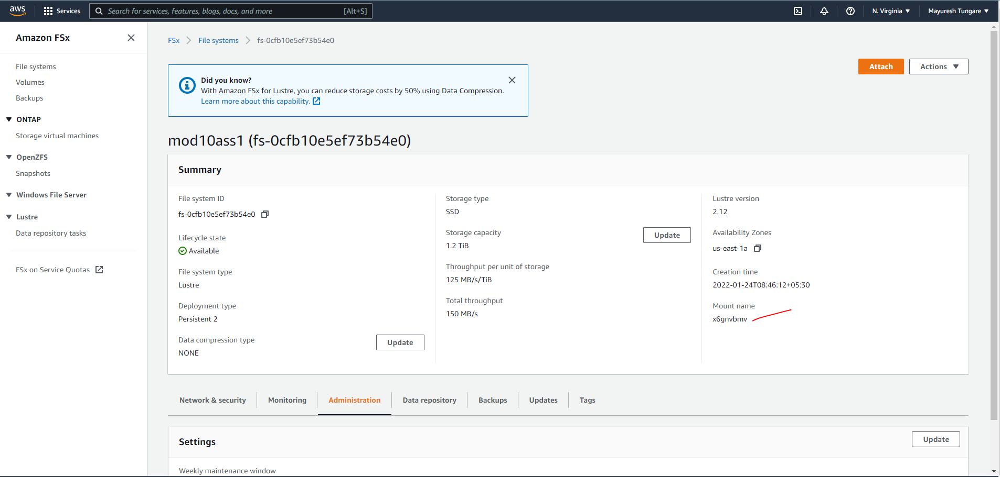 aws
Services
Search for services, features, blogs, docs, and more
[Alt+S]
N. Virginia
Mayuresh Tungare
Amazon FSx
File systems
Volumes
Backups
ONTAP
Storage virtual machines
OpenZFS
Snapshots
Windows File Server
Lustre
Data repository tasks
FSx on Service Quotas
FSx
File systems
fs-0cfb10e5ef73b54e0
Attach
Actions
Did you know?
With Amazon FSx for Lustre, you can reduce storage costs by 50% using Data Compression.
Learn more about this capability.
mod10ass1 (fs-0cfb10e5ef73b54e0)
Summary
File system ID
fs-0cfb10e5ef73b54e0
Lifecycle state
Available
File system type
Lustre
Deployment type
Persistent 2
Data compression type
NONE
Update
Storage type
SSD
Storage capacity
1.2 TiB
Update
Throughput per unit of storage
125 MB/s/TiB
Total throughput
150 MB/s
Lustre version
2.12
Availability Zones
us-east-1a
Creation time
2022-01-24T08:46:12+05:30
Mount name
x6gnvbmv
Network & security
Monitoring
Administration
Data repository
Backups
Updates
Tags
Settings
Update
Weekly maintenance window